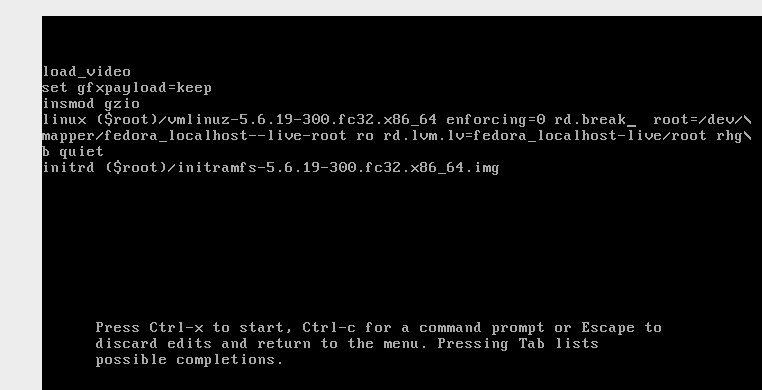 load_video
set gfxpayload=keep
insmod gzio
linux ($root)/vmlinuz-5.6.19-300.fc32.x86_64 enforcing=0 rd.break_  root=/dev/\
mapper/fedora_localhost--live-root ro rd.lvm.lv=fedora_localhost-live/root rhg\
b quiet
initrd ($root)/initramfs-5.6.19-300.fc32.x86_64.img
Press Ctrl-x to start, Ctrl-c for a command prompt or Escape to
discard edits and return to the menu. Pressing Tab lists
possible completions.